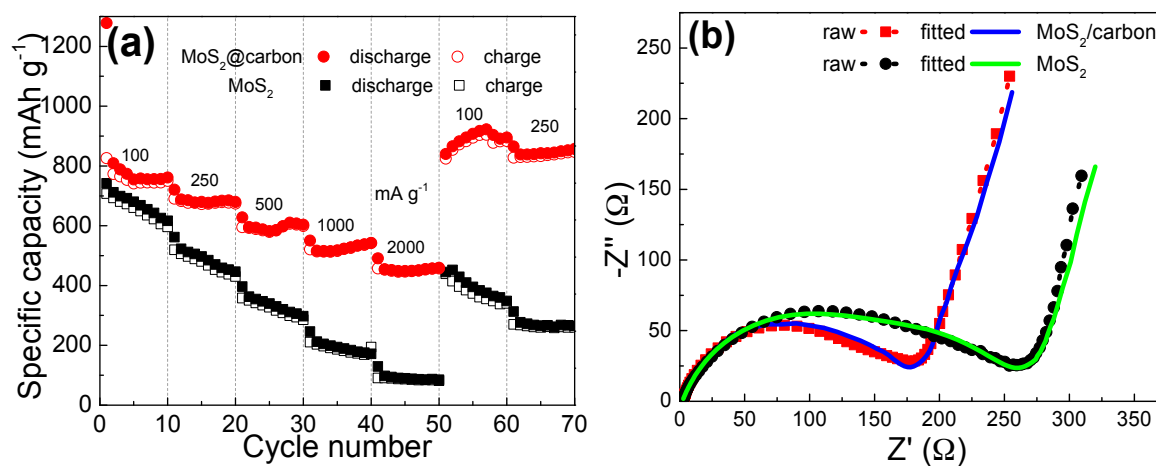 (a)
MoS₂@carbon discharge charge
MoS₂ discharge charge
100
250
500
1000
2000
mA g⁻¹
100
250
1200
1000
800
600
400
200
0
Specific capacity (mAh g⁻¹)
0 10 20 30 40 50 60 70
Cycle number
(b)
raw fitted MoS₂/carbon
raw fitted MoS₂
250
200
150
100
50
0
-Z'' (Ω)
0 50 100 150 200 250 300 350
Z' (Ω)